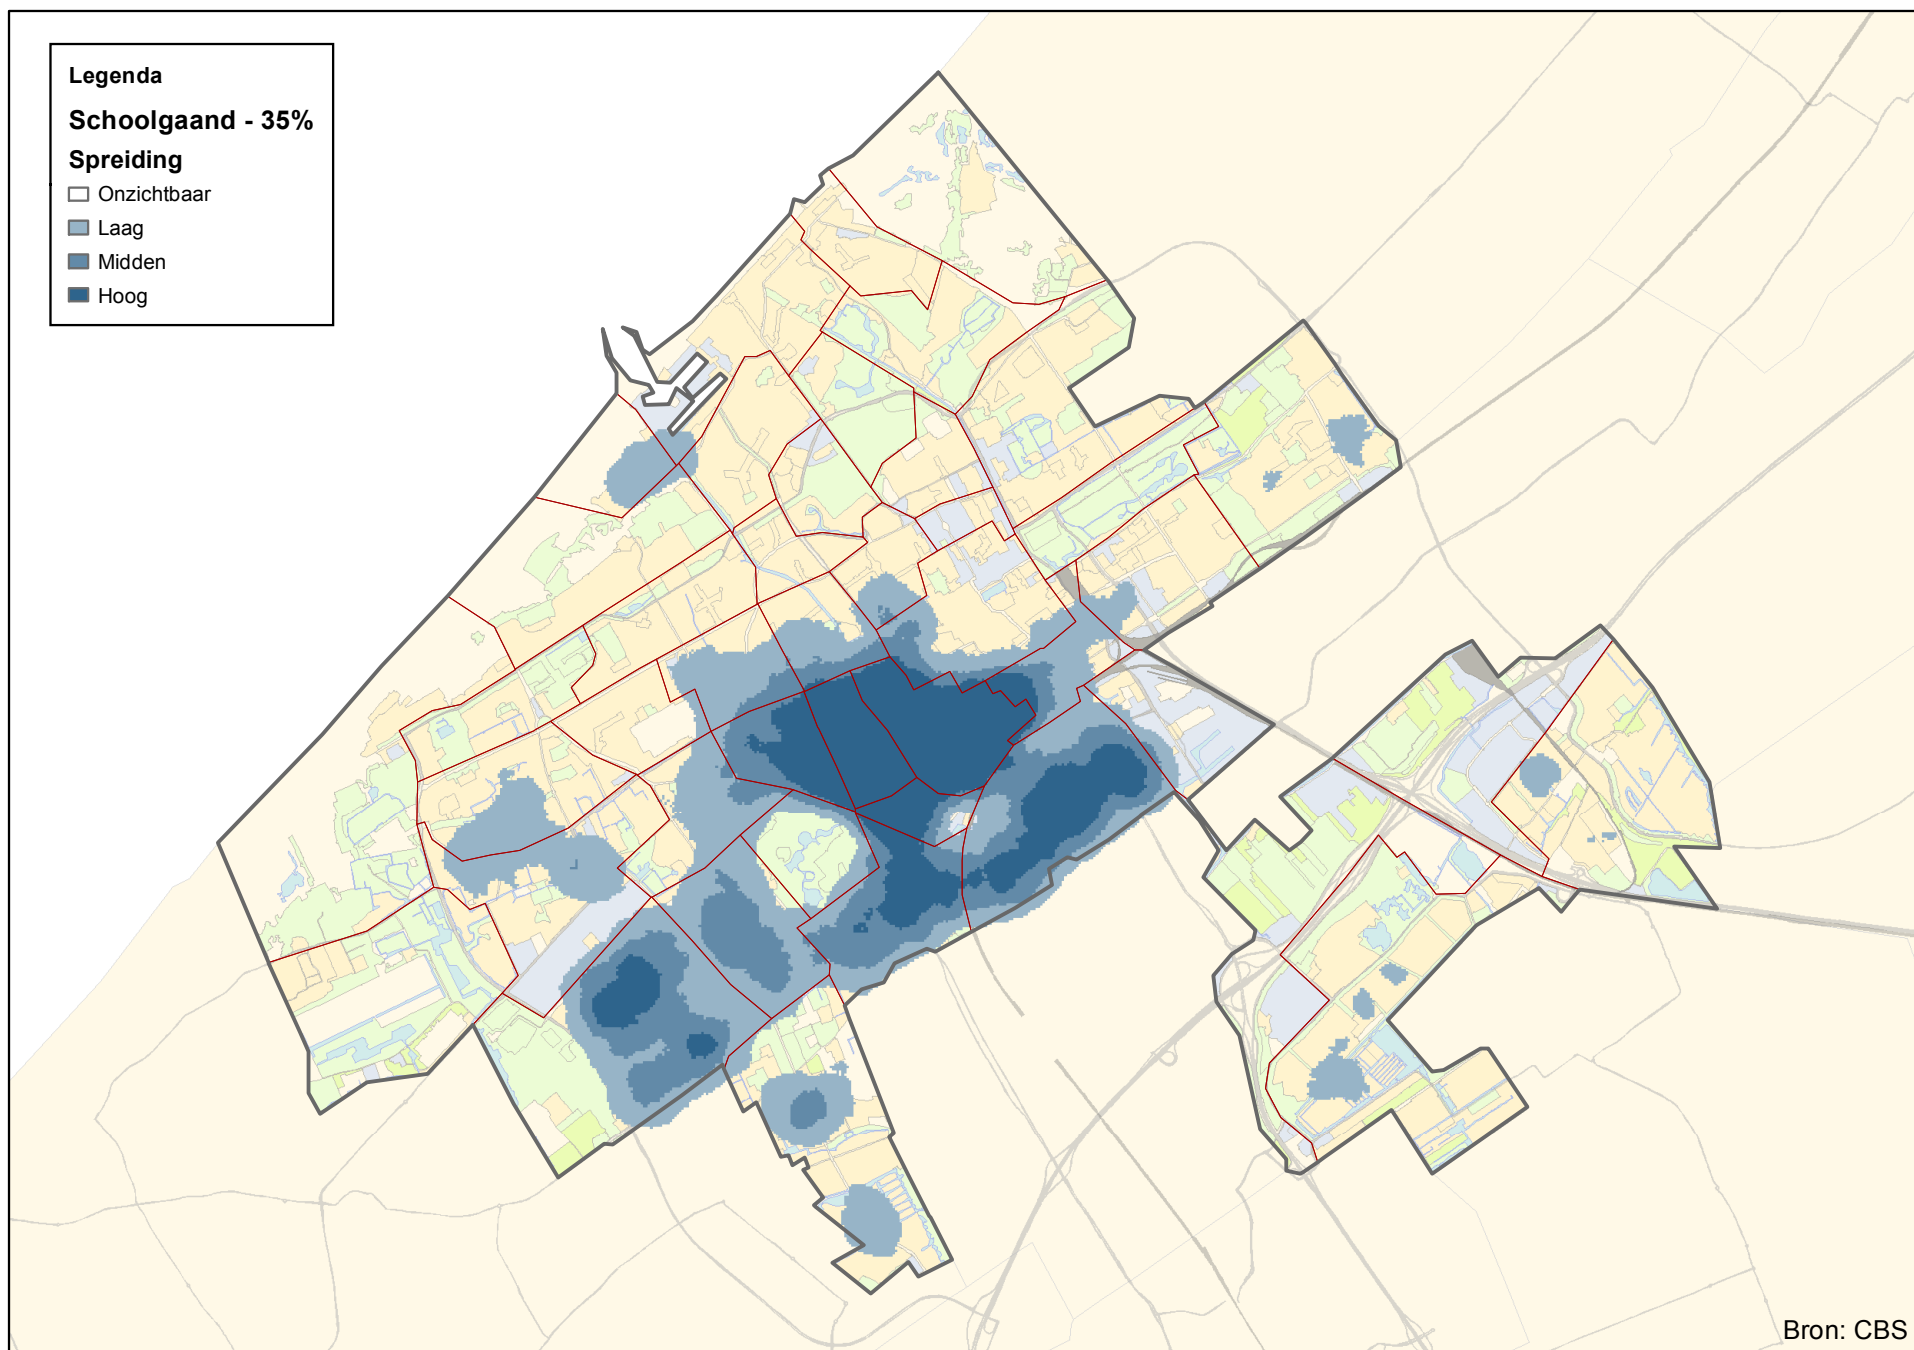 Legenda
Schoolgaand - 35%
Spreiding
Onzichtbaar
Laag
Midden
Hoog
Bron: CBS